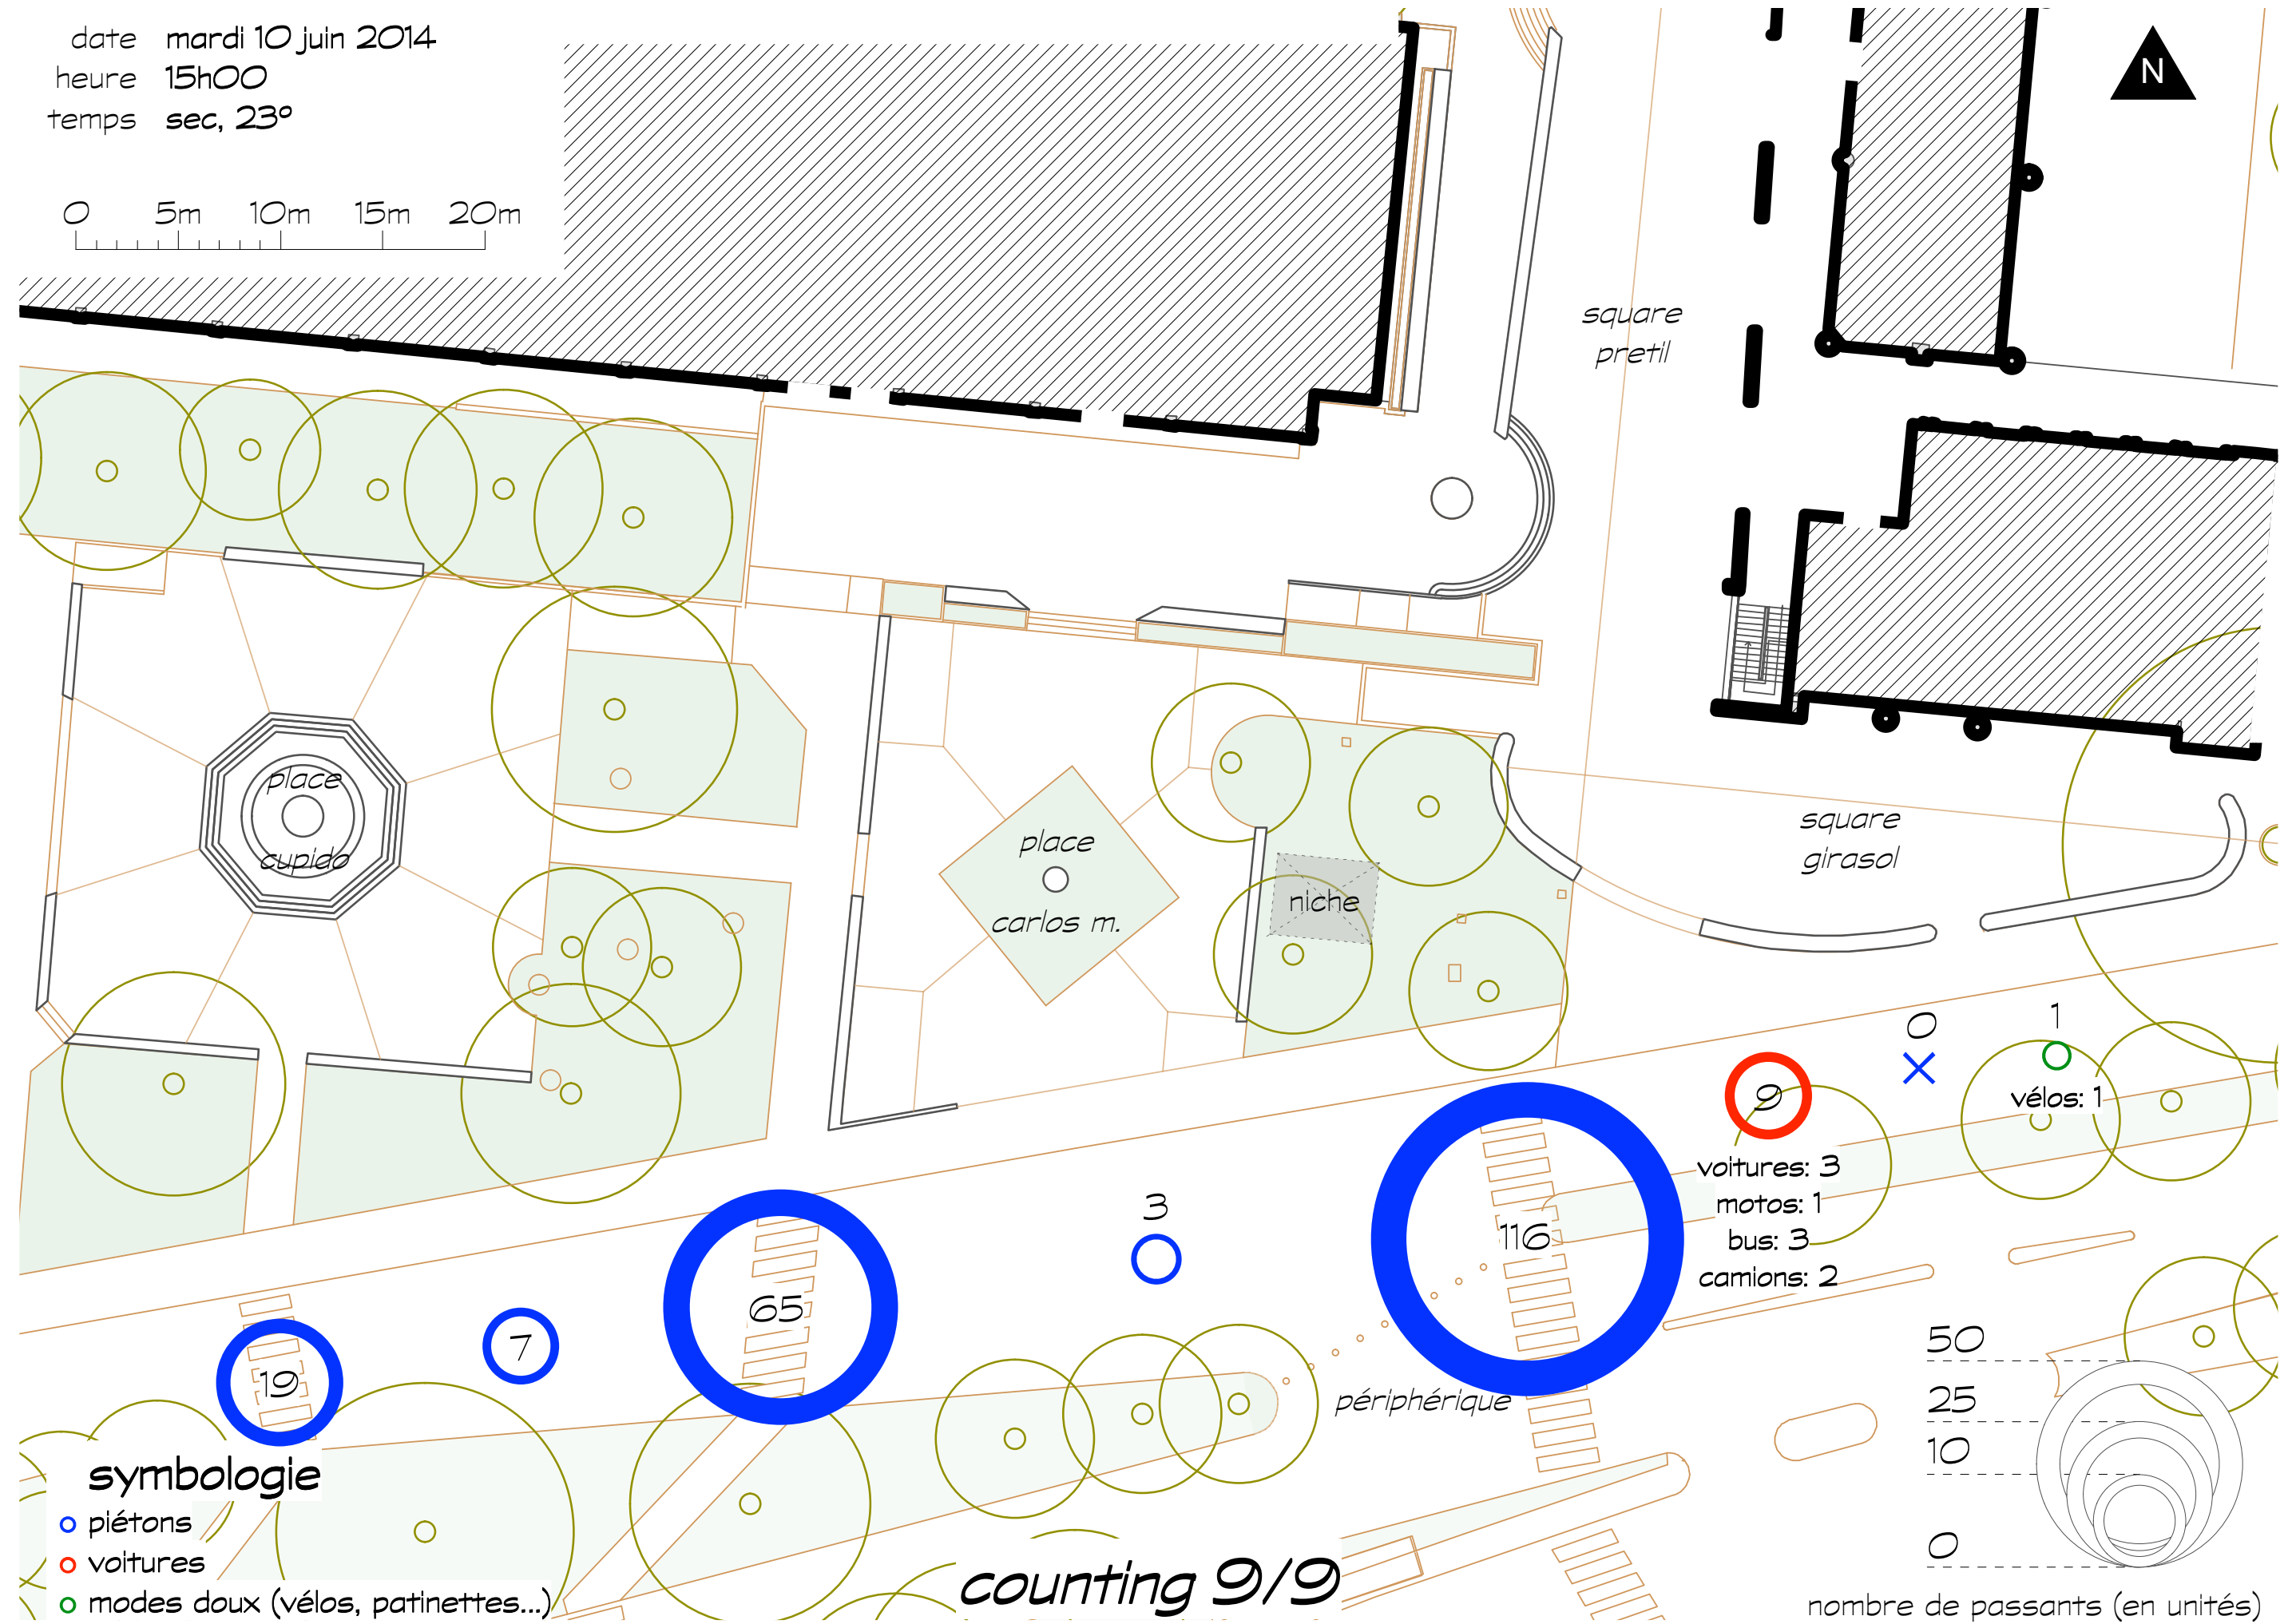 date mardi 10 juin 2014
heure 15h00
temps sec, 23°
N
0 5m 10m 15m 20m
square
pretil
place
cupido
place
carlos m.
niche
square
girasol
0
1
9
vélos: 1
voitures: 3
motos: 1
bus: 3
camions: 2
3
116
65
7
19
périphérique
symbologie
piétons
voitures
modes doux (vélos, patinettes...)
counting 9/9
50
25
10
0
nombre de passants (en unités)